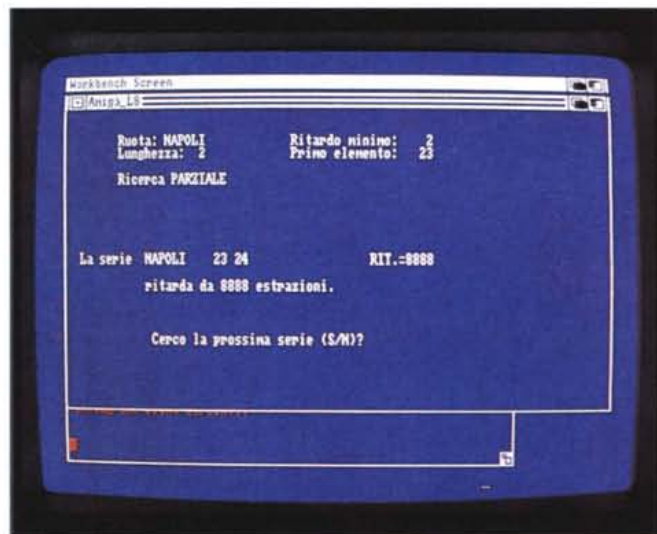 Workbench Screen
Amiga_LB
Ruota: NAPOLI Ritardo minimo: 2
Lunghezza: 2 Primo elemento: 23
Ricerca PARZIALE
La serie NAPOLI 23 24 RIT.=8888
ritarda da 8888 estrazioni.
Cerco la prossima serie (S/N)?